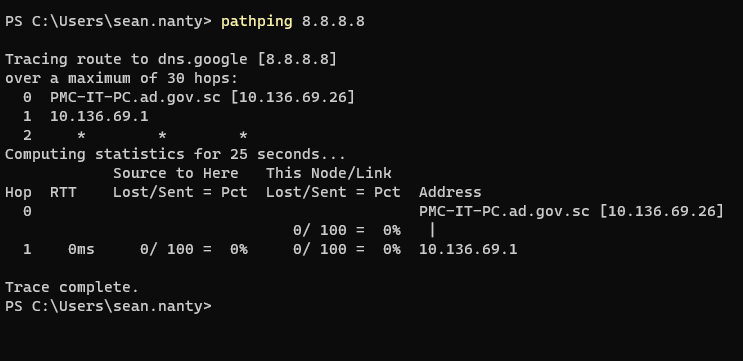 PS C:\Users\sean.nanty> pathping 8.8.8.8
Tracing route to dns.google [8.8.8.8]
over a maximum of 30 hops:
  0  PMC-IT-PC.ad.gov.sc [10.136.69.26]
  1  10.136.69.1
  2     *        *        *
Computing statistics for 25 seconds...
            Source to Here   This Node/Link
Hop  RTT    Lost/Sent = Pct  Lost/Sent = Pct  Address
  0                                           PMC-IT-PC.ad.gov.sc [10.136.69.26]
                                0/ 100 =  0%   |
  1    0ms     0/ 100 =  0%     0/ 100 =  0%  10.136.69.1
Trace complete.
PS C:\Users\sean.nanty>